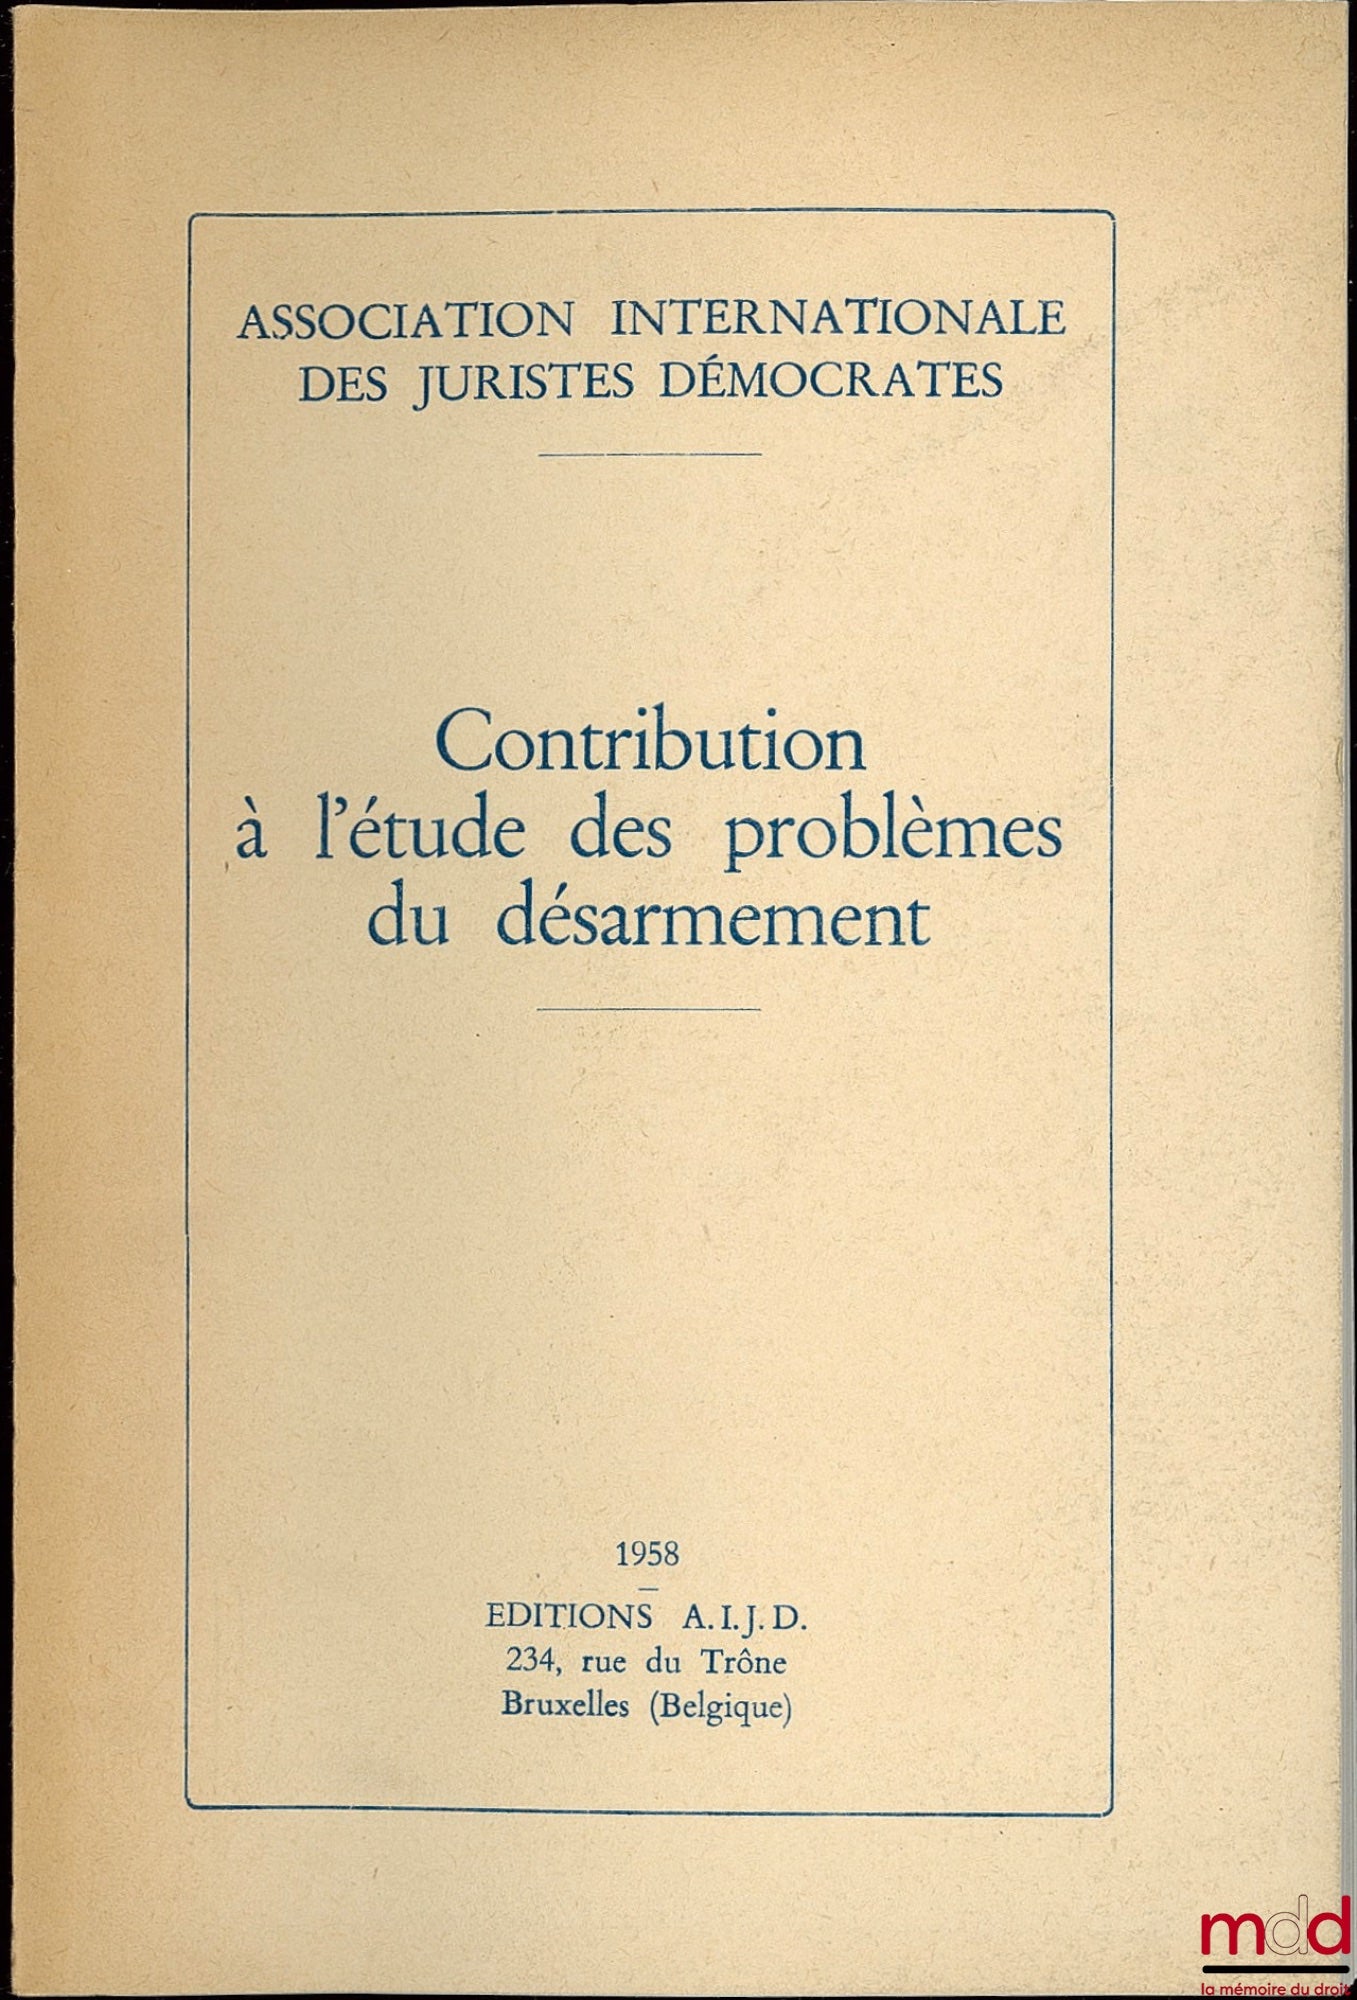 ASSOCIATION INTERNATIONALE
DES JURISTES DÉMOCRATES
Contribution
à l'étude des problèmes
du désarmement
1958
EDITIONS A.I.J.D.
234, rue du Trône
Bruxelles (Belgique)
mdd
la mémoire du droit